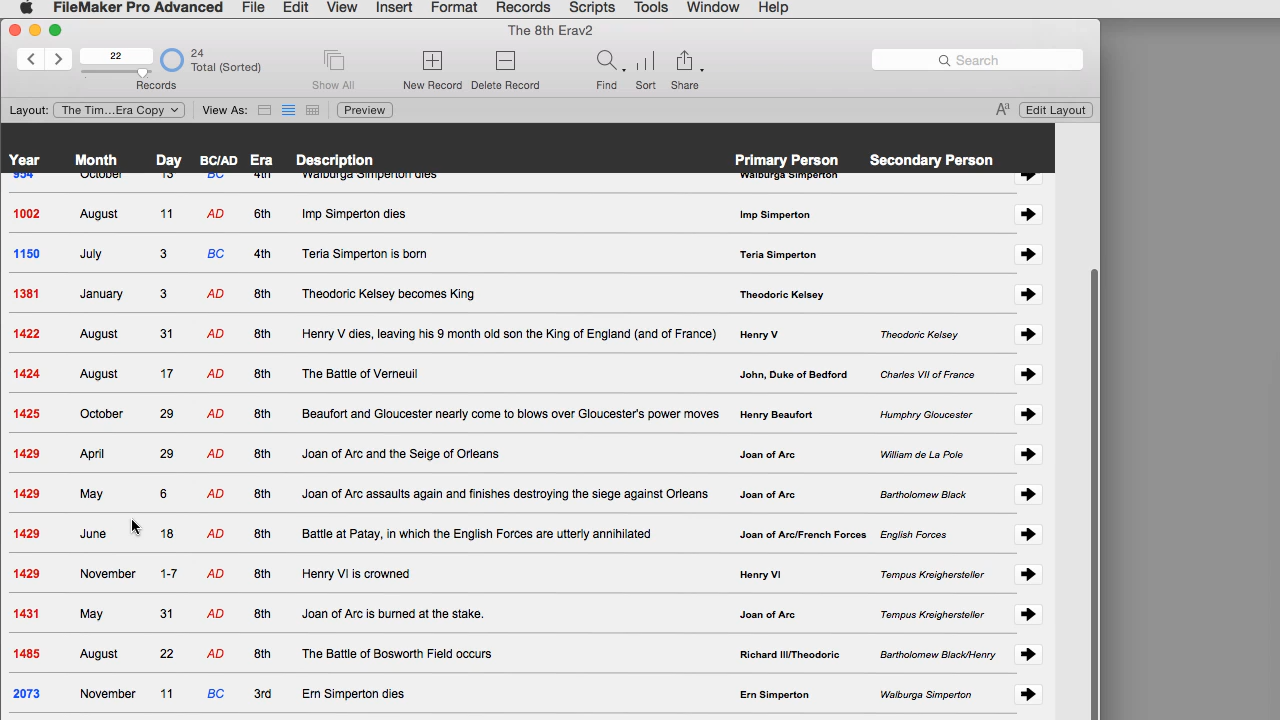 FileMaker Pro Advanced File Edit View Insert Format Records Scripts Tools Window Help
The 8th Erav2
22 24 Total (Sorted) Search
Records Show All New Record Delete Record Find Sort Share
Layout: The Tim...Era Copy View As: Preview Aa Edit Layout
Year Month Day BC/AD Era Description Primary Person Secondary Person
954 October 13 BC 4th Walburga Simperton dies Walburga Simperton
1002 August 11 AD 6th Imp Simperton dies Imp Simperton
1150 July 3 BC 4th Teria Simperton is born Teria Simperton
1381 January 3 AD 8th Theodoric Kelsey becomes King Theodoric Kelsey
1422 August 31 AD 8th Henry V dies, leaving his 9 month old son the King of England (and of France) Henry V Theodoric Kelsey
1424 August 17 AD 8th The Battle of Verneuil John, Duke of Bedford Charles VII of France
1425 October 29 AD 8th Beaufort and Gloucester nearly come to blows over Gloucester's power moves Henry Beaufort Humphry Gloucester
1429 April 29 AD 8th Joan of Arc and the Seige of Orleans Joan of Arc William de La Pole
1429 May 6 AD 8th Joan of Arc assaults again and finishes destroying the siege against Orleans Joan of Arc Bartholomew Black
1429 June 18 AD 8th Battle at Patay, in which the English Forces are utterly annihilated Joan of Arc/French Forces English Forces
1429 November 1-7 AD 8th Henry VI is crowned Henry VI Tempus Kreighersteller
1431 May 31 AD 8th Joan of Arc is burned at the stake. Joan of Arc Tempus Kreighersteller
1485 August 22 AD 8th The Battle of Bosworth Field occurs Richard III/Theodoric Bartholomew Black/Henry
2073 November 11 BC 3rd Ern Simperton dies Ern Simperton Walburga Simperton